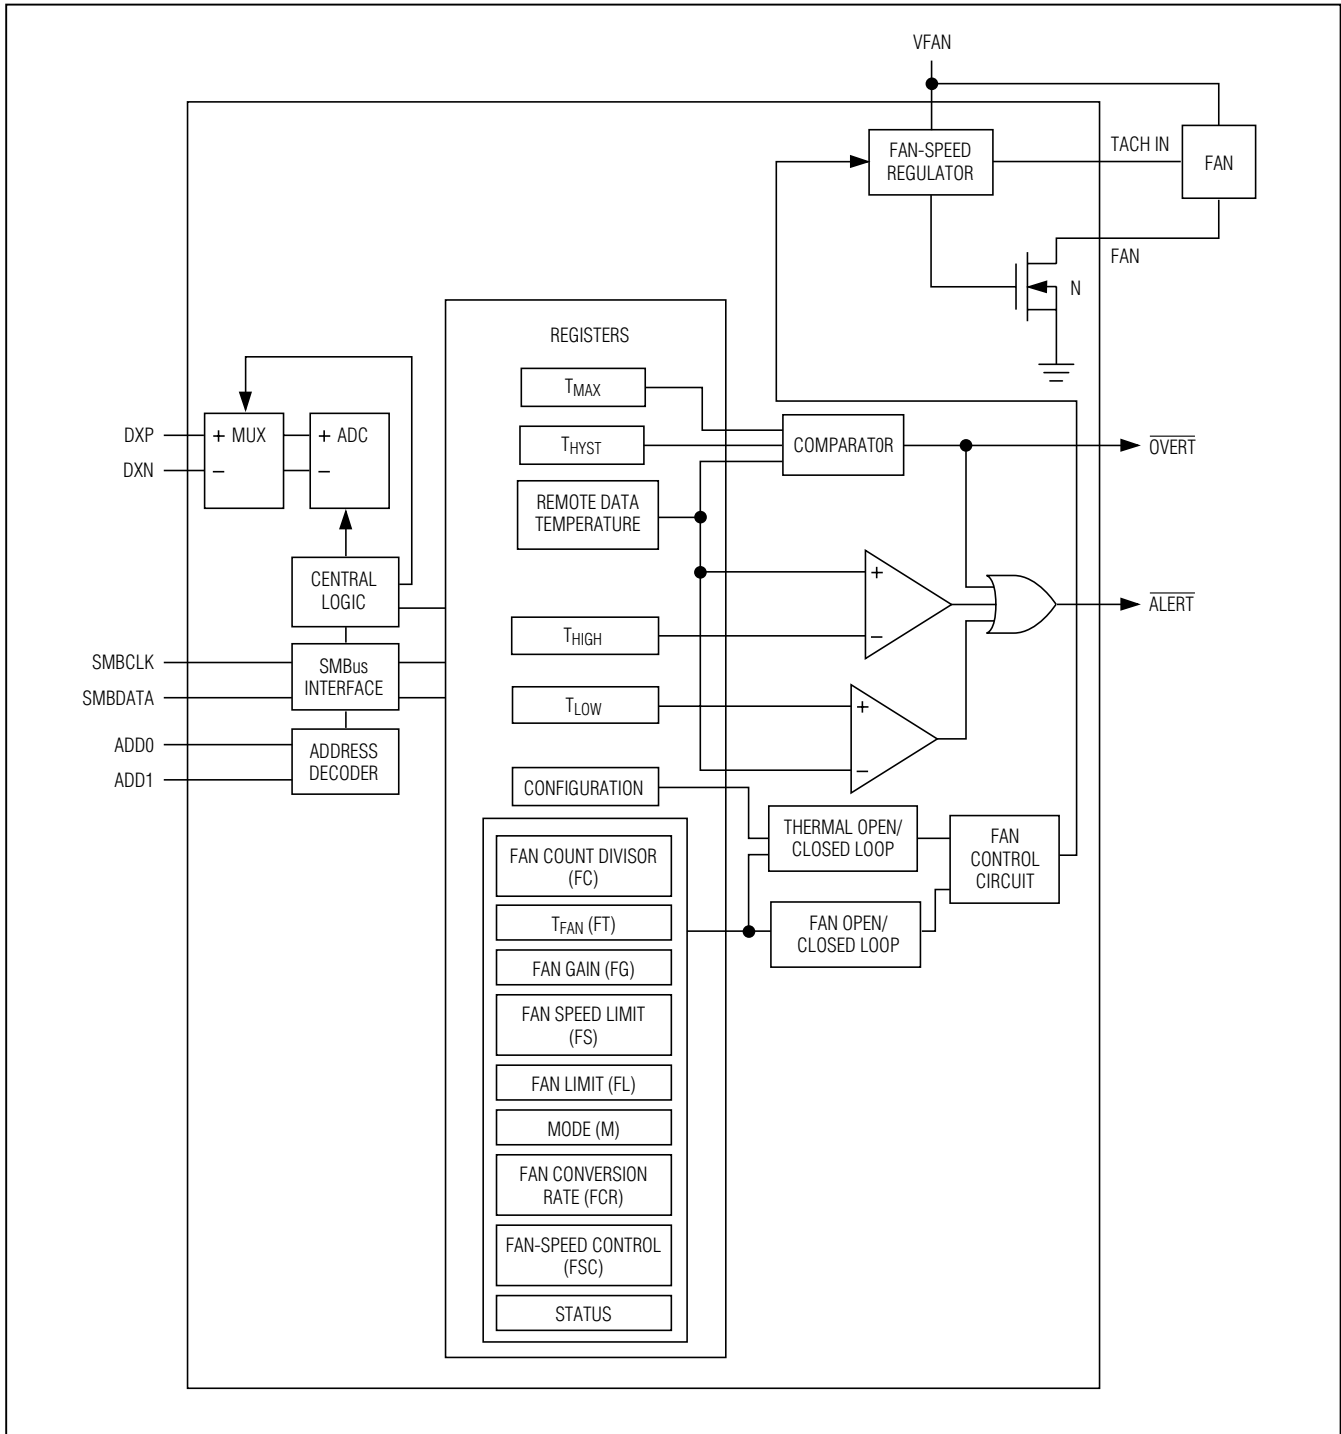 VFAN
FAN-SPEED
REGULATOR
TACH IN
FAN
FAN
N
REGISTERS
TMAX
THYST
REMOTE DATA
TEMPERATURE
THIGH
TLOW
CONFIGURATION
FAN COUNT DIVISOR
(FC)
TFAN (FT)
FAN GAIN (FG)
FAN SPEED LIMIT
(FS)
FAN LIMIT (FL)
MODE (M)
FAN CONVERSION
RATE (FCR)
FAN-SPEED CONTROL
(FSC)
STATUS
DXP
DXN
+ MUX
−
+ ADC
−
CENTRAL
LOGIC
SMBCLK
SMBDATA
SMBus
INTERFACE
ADD0
ADD1
ADDRESS
DECODER
COMPARATOR
OVERT
+
−
ALERT
+
−
THERMAL OPEN/
CLOSED LOOP
FAN OPEN/
CLOSED LOOP
FAN
CONTROL
CIRCUIT